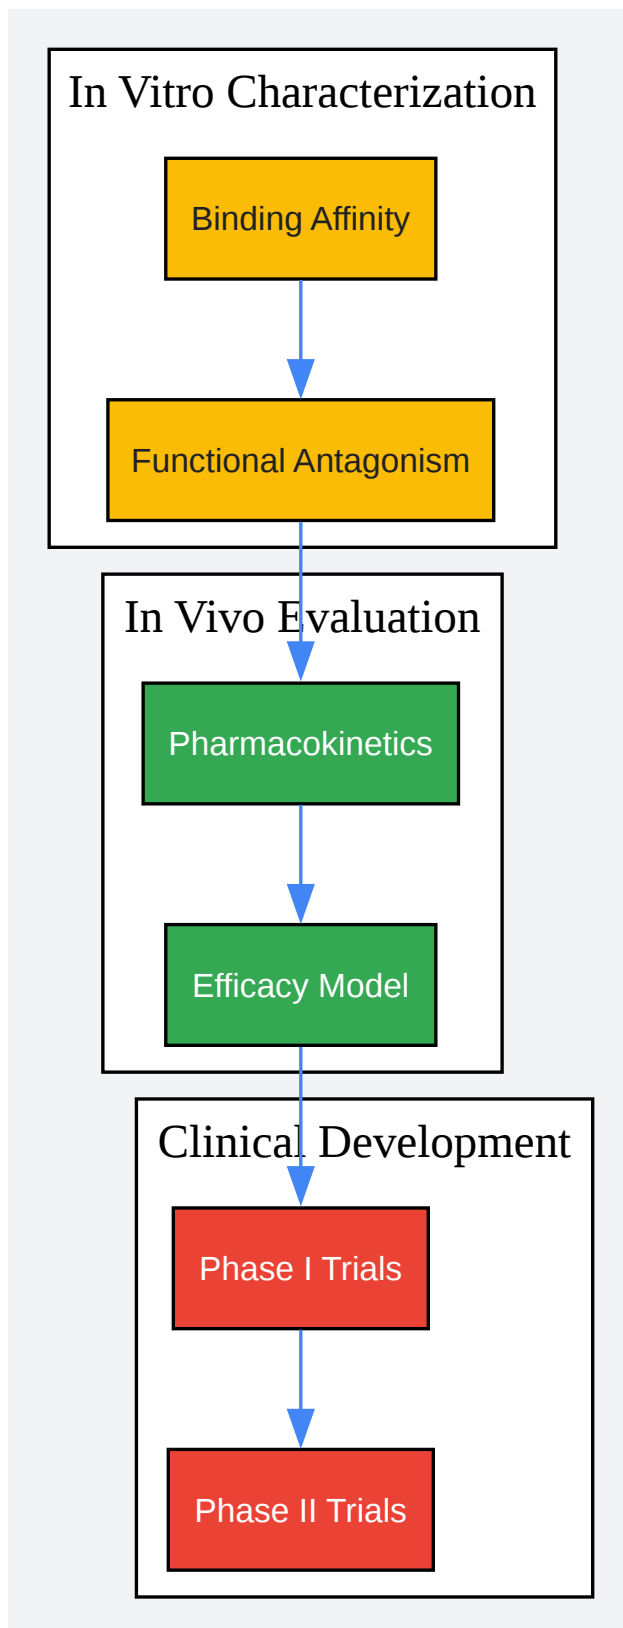 In Vitro Characterization
Binding Affinity
Functional Antagonism
In Vivo Evaluation
Pharmacokinetics
Efficacy Model
Clinical Development
Phase I Trials
Phase II Trials